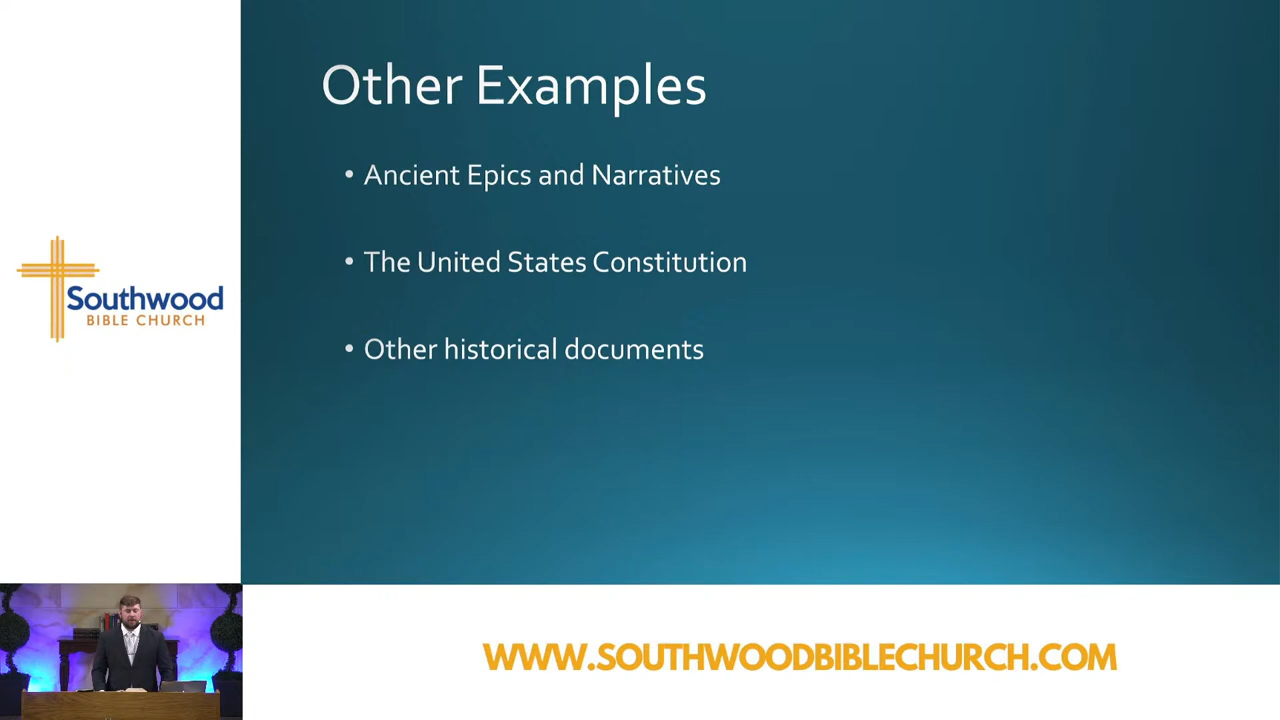 Other Examples
• Ancient Epics and Narratives
• The United States Constitution
• Other historical documents
Southwood
BIBLE CHURCH
WWW.SOUTHWOODBIBLECHURCH.COM